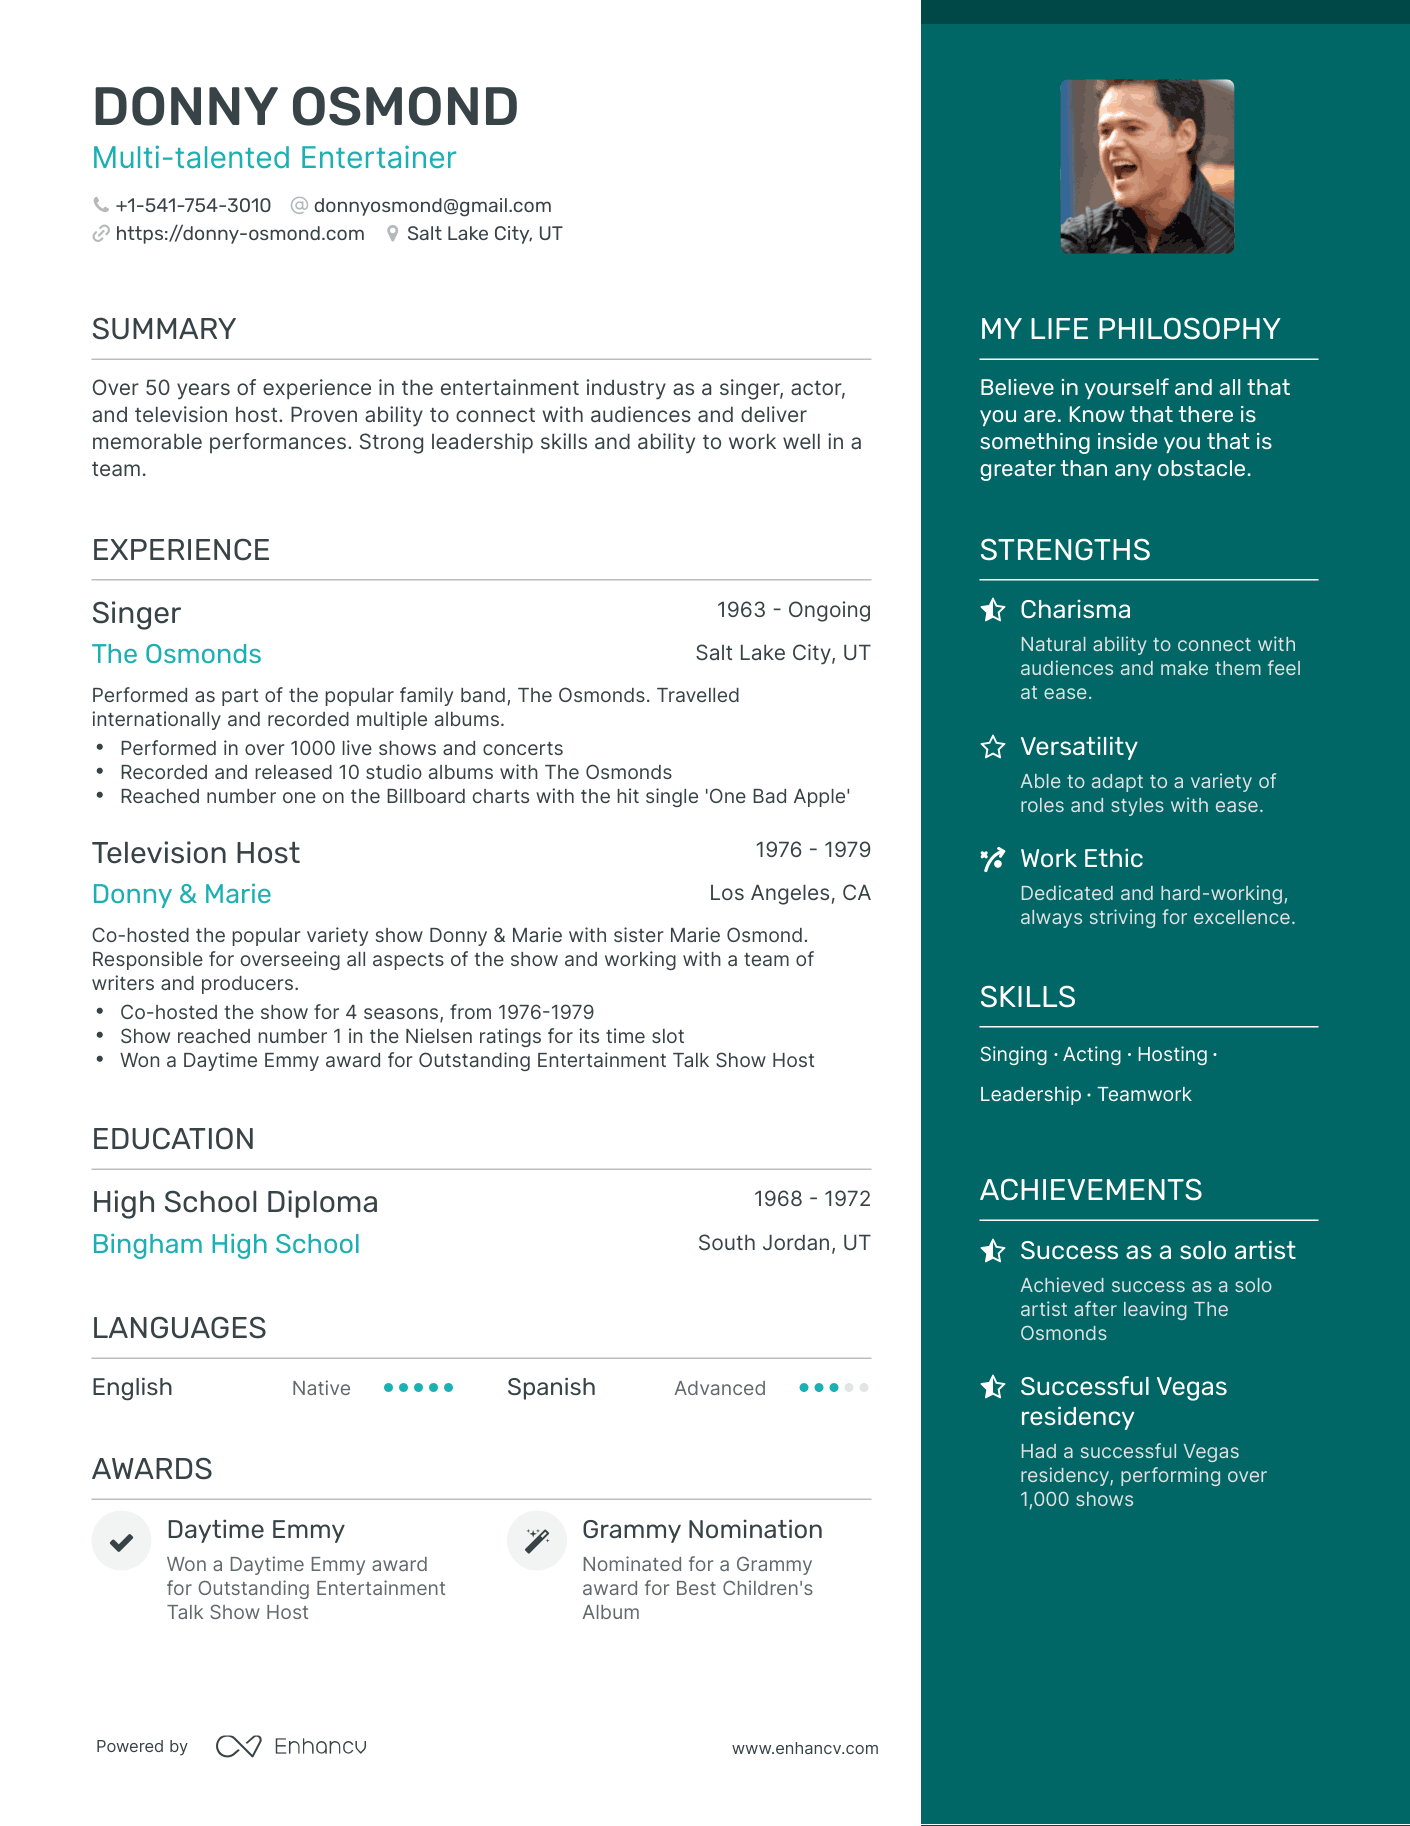 DONNY OSMOND
Multi-talented Entertainer
+1-541-754-3010 donnyosmond@gmail.com
https://donny-osmond.com Salt Lake City, UT
SUMMARY
Over 50 years of experience in the entertainment industry as a singer, actor,
and television host. Proven ability to connect with audiences and deliver
memorable performances. Strong leadership skills and ability to work well in a
team.
EXPERIENCE
Singer 1963 - Ongoing
The Osmonds Salt Lake City, UT
Performed as part of the popular family band, The Osmonds. Travelled
internationally and recorded multiple albums.
• Performed in over 1000 live shows and concerts
• Recorded and released 10 studio albums with The Osmonds
• Reached number one on the Billboard charts with the hit single 'One Bad Apple'
Television Host 1976 - 1979
Donny & Marie Los Angeles, CA
Co-hosted the popular variety show Donny & Marie with sister Marie Osmond.
Responsible for overseeing all aspects of the show and working with a team of
writers and producers.
• Co-hosted the show for 4 seasons, from 1976-1979
• Show reached number 1 in the Nielsen ratings for its time slot
• Won a Daytime Emmy award for Outstanding Entertainment Talk Show Host
EDUCATION
High School Diploma 1968 - 1972
Bingham High School South Jordan, UT
LANGUAGES
English Native Spanish Advanced
AWARDS
Daytime Emmy
Won a Daytime Emmy award
for Outstanding Entertainment
Talk Show Host
Grammy Nomination
Nominated for a Grammy
award for Best Children's
Album
MY LIFE PHILOSOPHY
Believe in yourself and all that
you are. Know that there is
something inside you that is
greater than any obstacle.
STRENGTHS
Charisma
Natural ability to connect with
audiences and make them feel
at ease.
Versatility
Able to adapt to a variety of
roles and styles with ease.
Work Ethic
Dedicated and hard-working,
always striving for excellence.
SKILLS
Singing · Acting · Hosting ·
Leadership · Teamwork
ACHIEVEMENTS
Success as a solo artist
Achieved success as a solo
artist after leaving The
Osmonds
Successful Vegas
residency
Had a successful Vegas
residency, performing over
1,000 shows
Powered by Enhancv www.enhancv.com